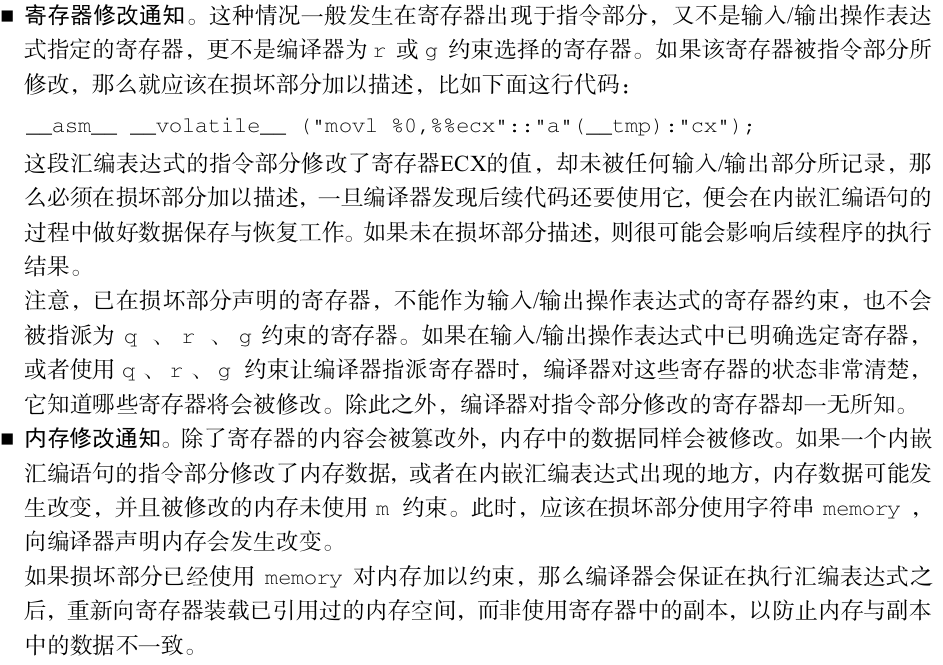 ■ 寄存器修改通知。这种情况一般发生在寄存器出现于指令部分，又不是输入/输出操作表达
式指定的寄存器，更不是编译器为 r 或 g 约束选择的寄存器。如果该寄存器被指令部分所
修改，那么就应该在损坏部分加以描述，比如下面这行代码：
__asm__ __volatile__ ("movl %0,%%ecx"::"a"(__tmp):"cx");
这段汇编表达式的指令部分修改了寄存器ECX的值，却未被任何输入/输出部分所记录，那
么必须在损坏部分加以描述，一旦编译器发现后续代码还要使用它，便会在内嵌汇编语句的
过程中做好数据保存与恢复工作。如果未在损坏部分描述，则很可能会影响后续程序的执行
结果。
注意，已在损坏部分声明的寄存器，不能作为输入/输出操作表达式的寄存器约束，也不会
被指派为 q 、 r 、 g 约束的寄存器。如果在输入/输出操作表达式中已明确选定寄存器，
或者使用 q 、 r 、 g 约束让编译器指派寄存器时，编译器对这些寄存器的状态非常清楚，
它知道哪些寄存器将会被修改。除此之外，编译器对指令部分修改的寄存器却一无所知。
■ 内存修改通知。除了寄存器的内容会被篡改外，内存中的数据同样会被修改。如果一个内嵌
汇编语句的指令部分修改了内存数据，或者在内嵌汇编表达式出现的地方，内存数据可能发
生改变，并且被修改的内存未使用 m 约束。此时，应该在损坏部分使用字符串 memory ，
向编译器声明内存会发生改变。
如果损坏部分已经使用 memory 对内存加以约束，那么编译器会保证在执行汇编表达式之
后，重新向寄存器装载已引用过的内存空间，而非使用寄存器中的副本，以防止内存与副本
中的数据不一致。